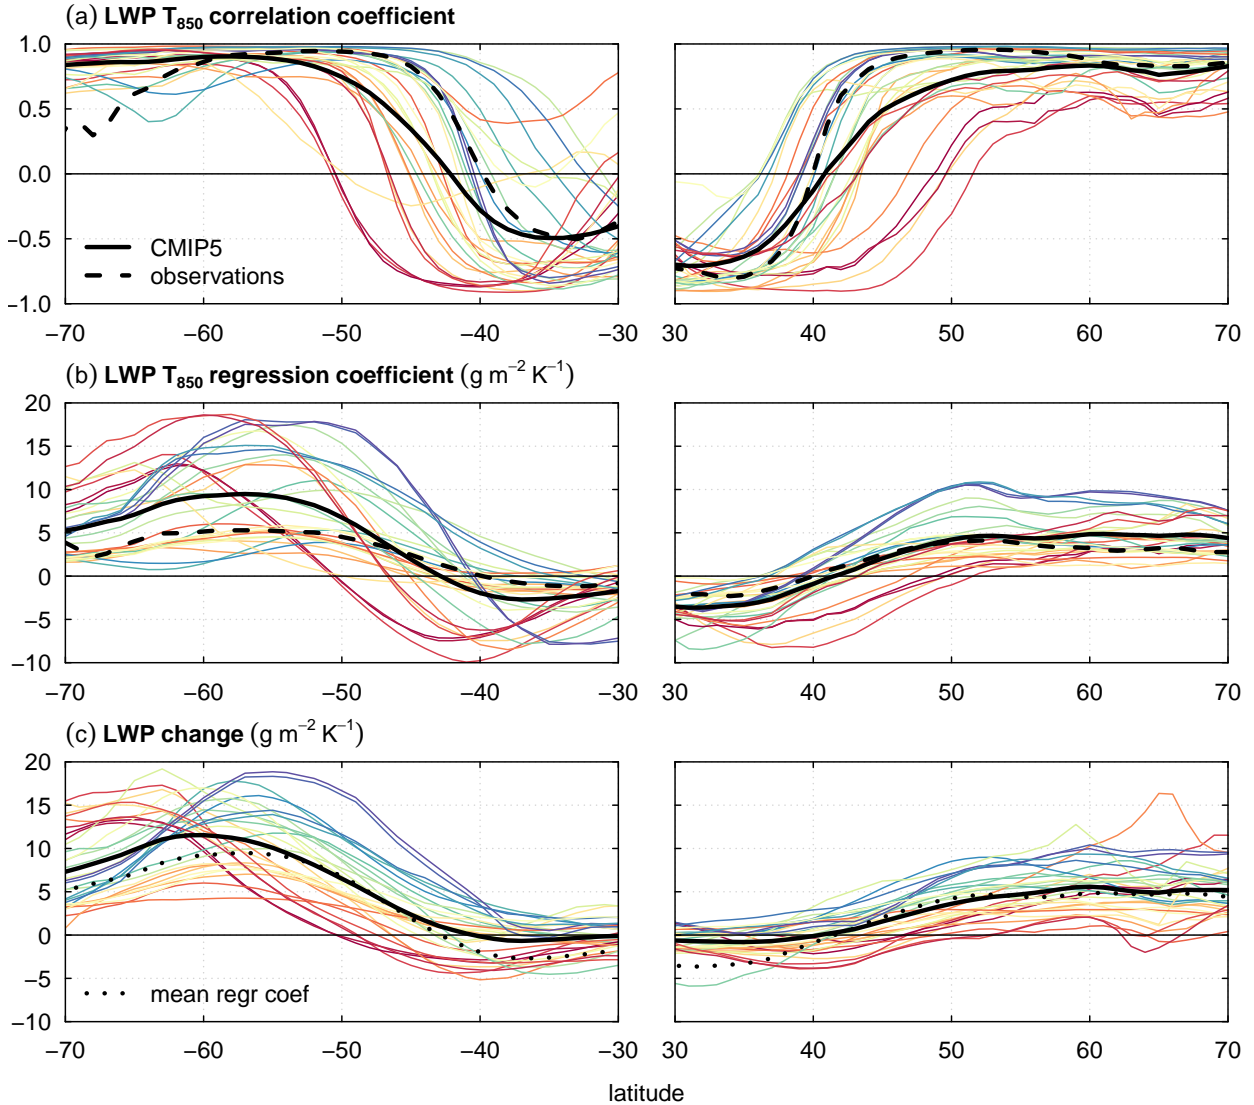 (a) LWP T850 correlation coefficient
1.0
0.5
0.0
−0.5
−1.0
CMIP5
observations
−70 −60 −50 −40 −30 30 40 50 60 70
(b) LWP T850 regression coefficient (g m−2 K−1)
20
15
10
5
0
−5
−10
−70 −60 −50 −40 −30 30 40 50 60 70
(c) LWP change (g m−2 K−1)
20
15
10
5
0
−5
−10
mean regr coef
−70 −60 −50 −40 −30 30 40 50 60 70
latitude